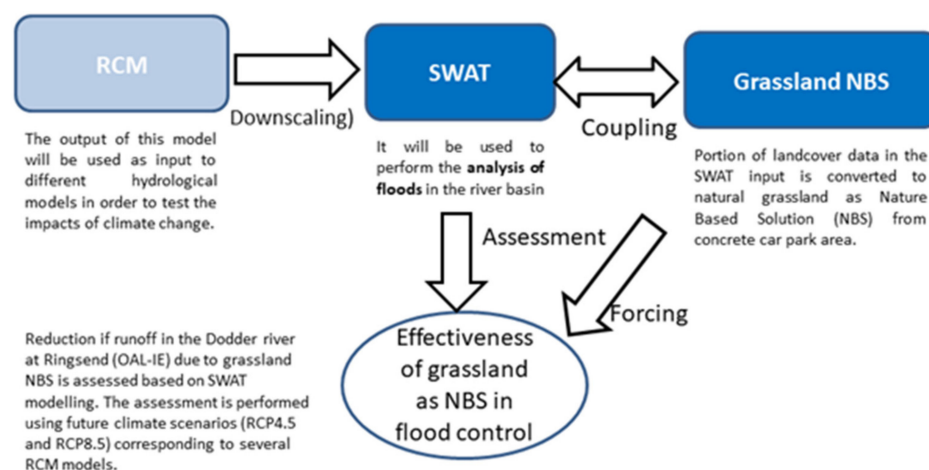 RCM
SWAT
Grassland NBS
Downscaling)
Coupling
The output of this model
will be used as input to
different hydrological
models in order to test the
impacts of climate change.
It will be used to
perform the analysis of
floods in the river basin
Portion of landcover data in the
SWAT input is converted to
natural grassland as Nature
Based Solution (NBS) from
concrete car park area.
Assessment
Forcing
Effectiveness
of grassland
as NBS in
flood control
Reduction if runoff in the Dodder river
at Ringsend (OAL-IE) due to grassland
NBS is assessed based on SWAT
modelling. The assessment is performed
using future climate scenarios (RCP4.5
and RCP8.5) corresponding to several
RCM models.